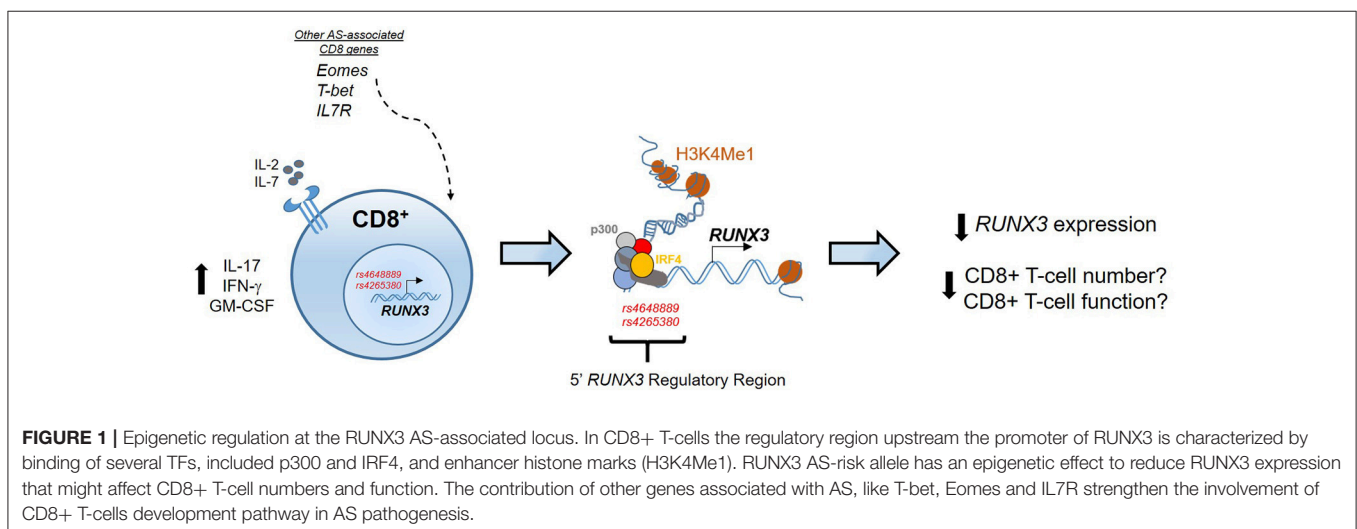 Other AS-associated
CD8 genes
Eomes
T-bet
IL7R
IL-2
IL-7
CD8+
IL-17
IFN-γ
GM-CSF
rs4648889
rs4265380
RUNX3
H3K4Me1
p300
IRF4
RUNX3
rs4648889
rs4265380
5' RUNX3 Regulatory Region
RUNX3 expression
CD8+ T-cell number?
CD8+ T-cell function?
FIGURE 1 | Epigenetic regulation at the RUNX3 AS-associated locus. In CD8+ T-cells the regulatory region upstream the promoter of RUNX3 is characterized by
binding of several TFs, included p300 and IRF4, and enhancer histone marks (H3K4Me1). RUNX3 AS-risk allele has an epigenetic effect to reduce RUNX3 expression
that might affect CD8+ T-cell numbers and function. The contribution of other genes associated with AS, like T-bet, Eomes and IL7R strengthen the involvement of
CD8+ T-cells development pathway in AS pathogenesis.